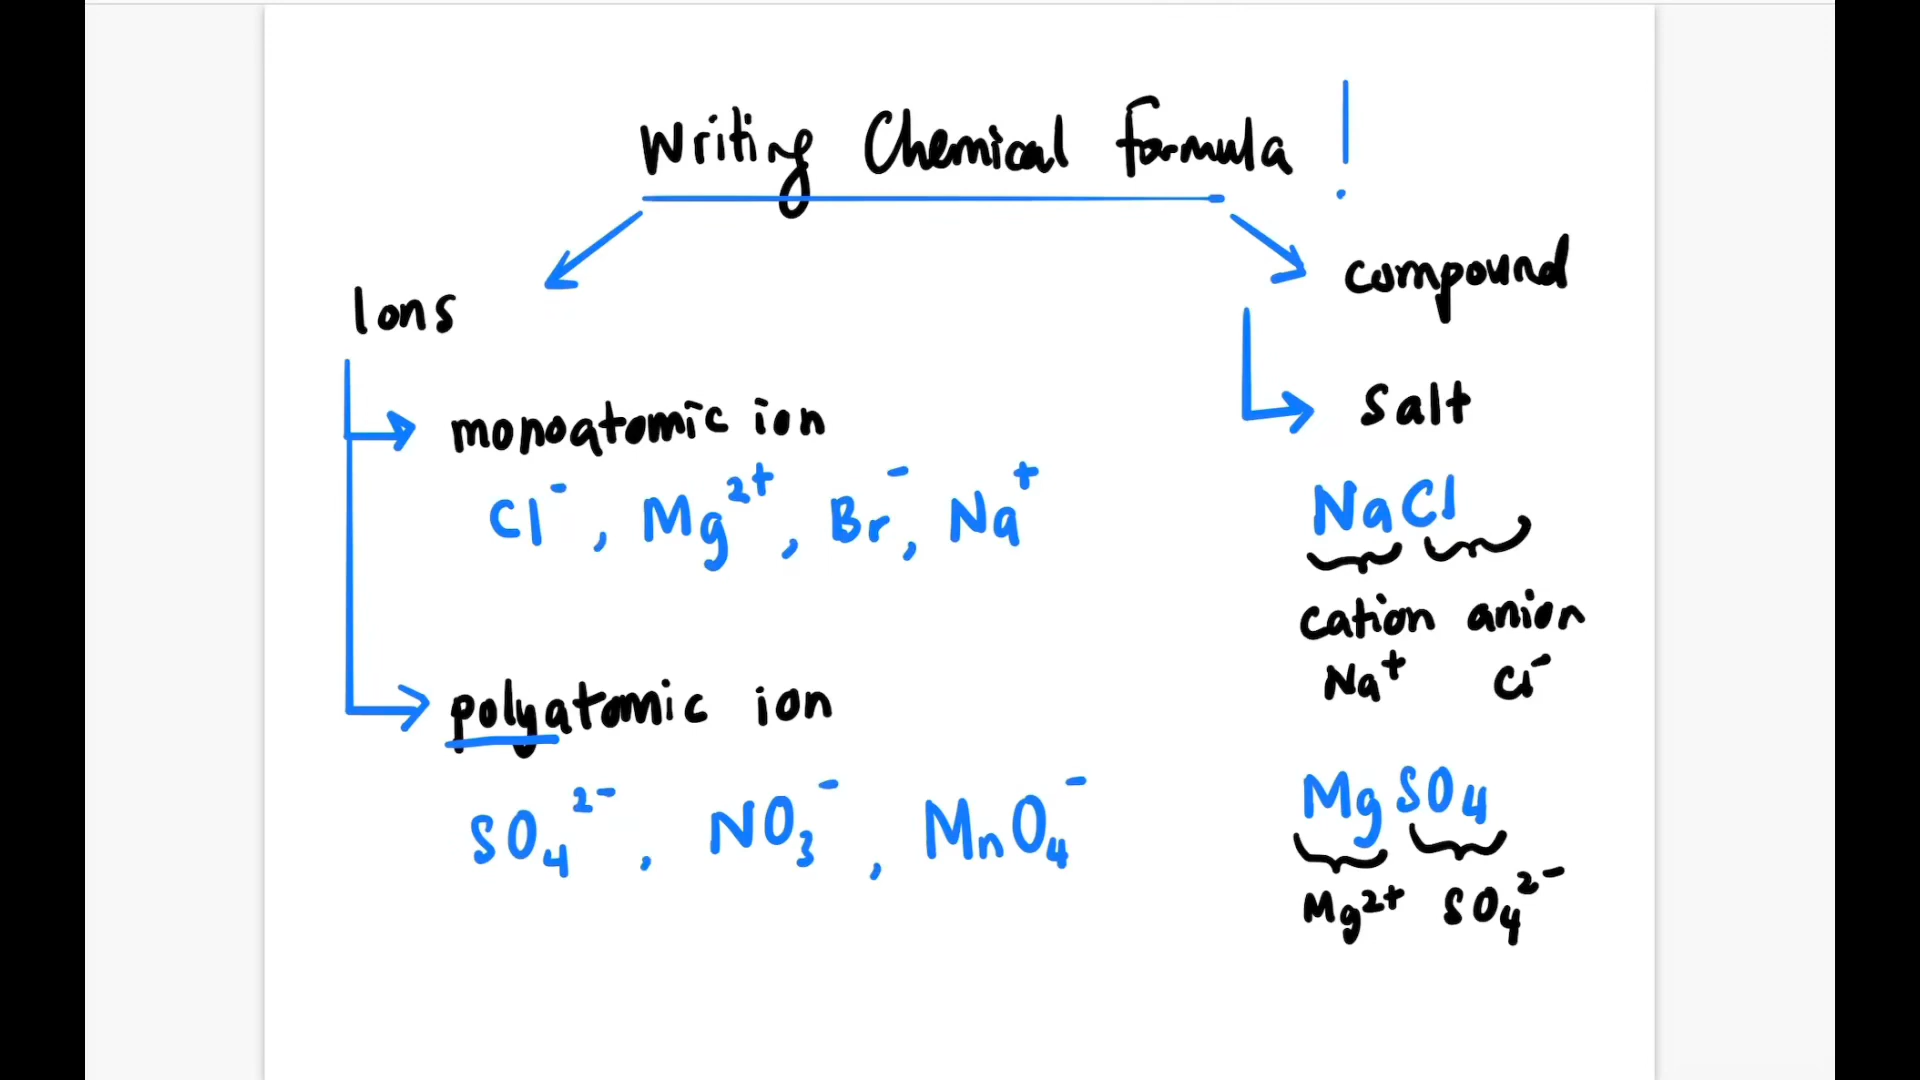 Writing Chemical formula !
Ions
monoatomic ion
Cl⁻, Mg²⁺, Br⁻, Na⁺
polyatomic ion
SO₄²⁻, NO₃⁻, MnO₄⁻
compound
Salt
NaCl
cation anion
Na⁺ Cl⁻
MgSO₄
Mg²⁺ SO₄²⁻